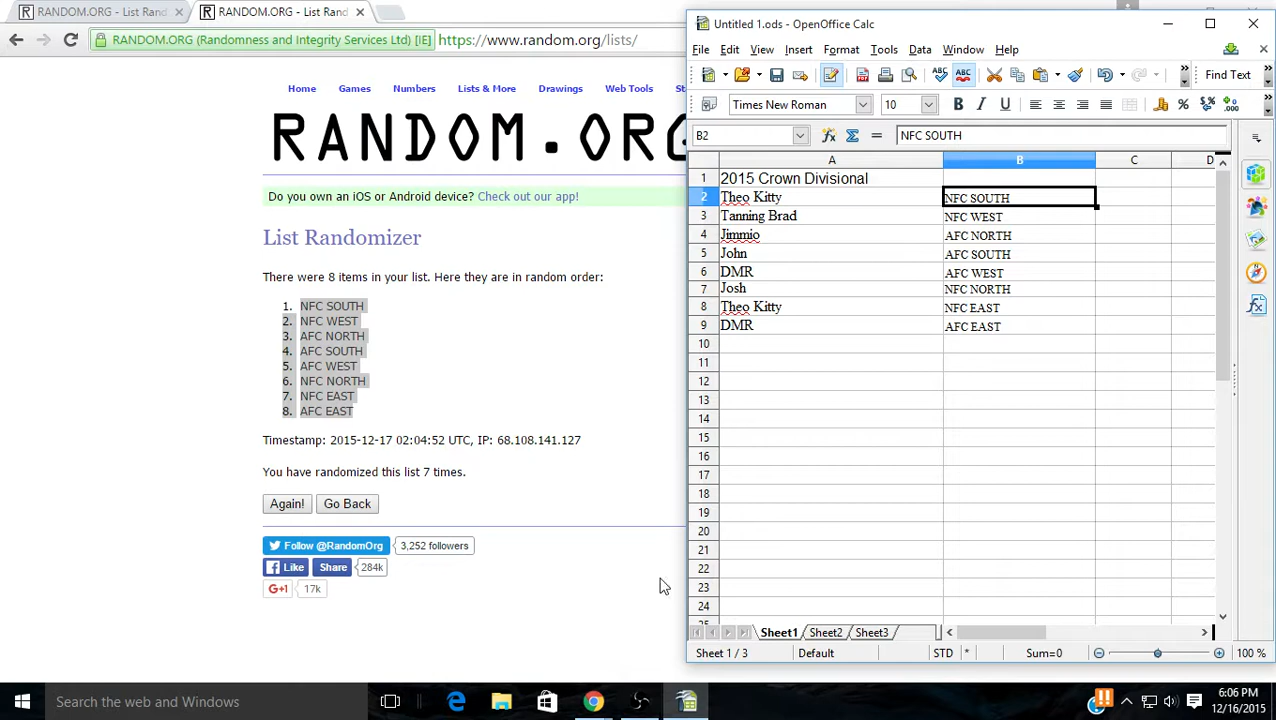 RANDOM.ORG - List Rand
RANDOM.ORG - List Rand
RANDOM.ORG (Randomness and Integrity Services Ltd) [IE]
https://www.random.org/lists/
Home Games Numbers Lists & More Drawings Web Tools St
RANDOM.ORG
Do you own an iOS or Android device? Check out our app!
List Randomizer
There were 8 items in your list. Here they are in random order:
1. NFC SOUTH
2. NFC WEST
3. AFC NORTH
4. AFC SOUTH
5. AFC WEST
6. NFC NORTH
7. NFC EAST
8. AFC EAST
Timestamp: 2015-12-17 02:04:52 UTC, IP: 68.108.141.127
You have randomized this list 7 times.
Again! Go Back
Follow @RandomOrg 3,252 followers
Like Share 284k
G+1 17k
Untitled 1.ods - OpenOffice Calc
File Edit View Insert Format Tools Data Window Help
Find Text
Times New Roman 10
B2 NFC SOUTH
A B C D
1 2015 Crown Divisional
2 Theo Kitty NFC SOUTH
3 Tanning Brad NFC WEST
4 Jimmio AFC NORTH
5 John AFC SOUTH
6 DMR AFC WEST
7 Josh NFC NORTH
8 Theo Kitty NFC EAST
9 DMR AFC EAST
10
11
12
13
14
15
16
17
18
19
20
21
22
23
24
25
Sheet1 Sheet2 Sheet3
Sheet 1 / 3 Default STD * Sum=0 100 %
Search the web and Windows
6:06 PM
12/16/2015